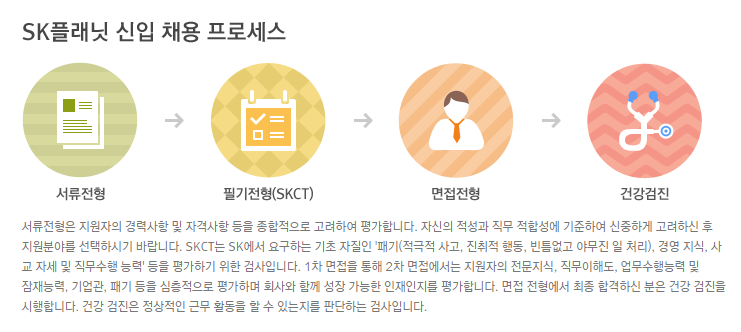 SK플래닛 신입 채용 프로세스
서류전형
필기전형(SKCT)
면접전형
건강검진
서류전형은 지원자의 경력사항 및 자격사항 등을 종합적으로 고려하여 평가합니다. 자신의 적성과 직무 적합성에 기준하여 신중하게 고려하신 후
지원분야를 선택하시기 바랍니다. SKCT는 SK에서 요구하는 기초 자질인 '패기(적극적 사고, 진취적 행동, 빈틈없고 야무진 일 처리), 경영 지식, 사
교 자세 및 직무수행 능력' 등을 평가하기 위한 검사입니다. 1차 면접을 통해 2차 면접에서는 지원자의 전문지식, 직무이해도, 업무수행능력 및
잠재능력, 기업관, 패기 등을 심층적으로 평가하며 회사와 함께 성장 가능한 인재인지를 평가합니다. 면접 전형에서 최종 합격하신 분은 건강 검진을
시행합니다. 건강 검진은 정상적인 근무 활동을 할 수 있는지를 판단하는 검사입니다.